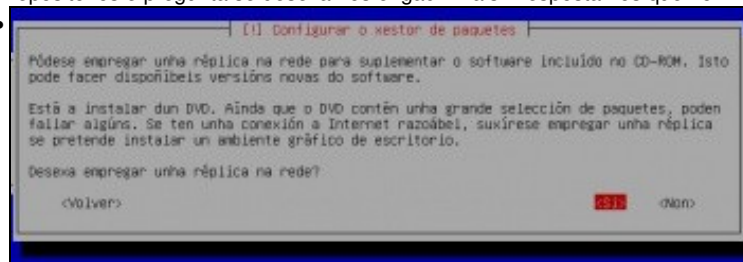 [!] Configurar o xestor de paquetes
Pódese empregar unha réplica na rede para suplementar o software incluído no CD-ROM. Isto
pode facer dispoñíbeis versións novas do software.
Está a instalar dun DVD. Aínda que o DVD contén unha grande selección de paquetes, poden
fallar algúns. Se ten unha conexión a Internet razoábel, suxírese empregar unha réplica
se pretende instalar un ambiente gráfico de escritorio.
Desexa empregar unha réplica na rede?
<Volver> <Si> <Non>